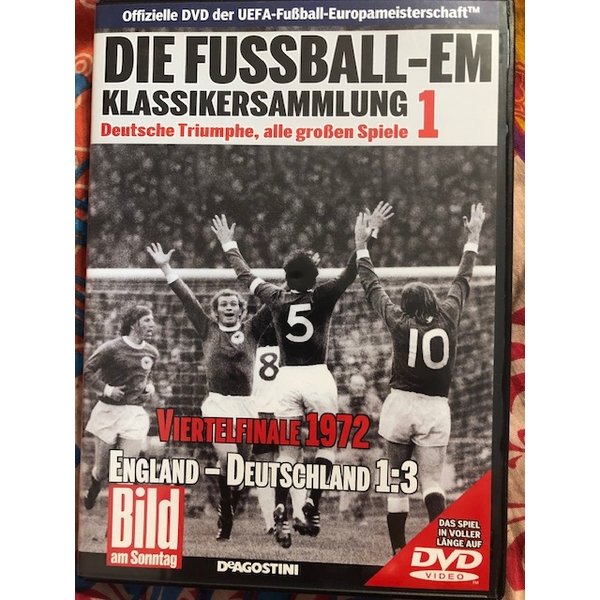 Offizielle DVD der UEFA-Fußball-Europameisterschaft™
DIE FUSSBALL-EM
KLASSIKERSAMMLUNG 1
Deutsche Triumphe, alle großen Spiele
5
8
10
VIERTELFINALE 1972
ENGLAND – DEUTSCHLAND 1:3
Bild
am Sonntag
DeAGOSTINI
DAS SPIEL
IN VOLLER
LÄNGE AUF
DVD
VIDEO™